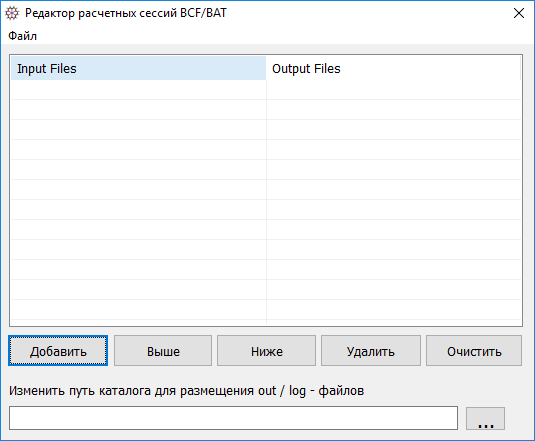 Редактор расчетных сессий BCF/BAT
Файл
Input Files Output Files
Добавить Выше Ниже Удалить Очистить
Изменить путь каталога для размещения out / log - файлов
...